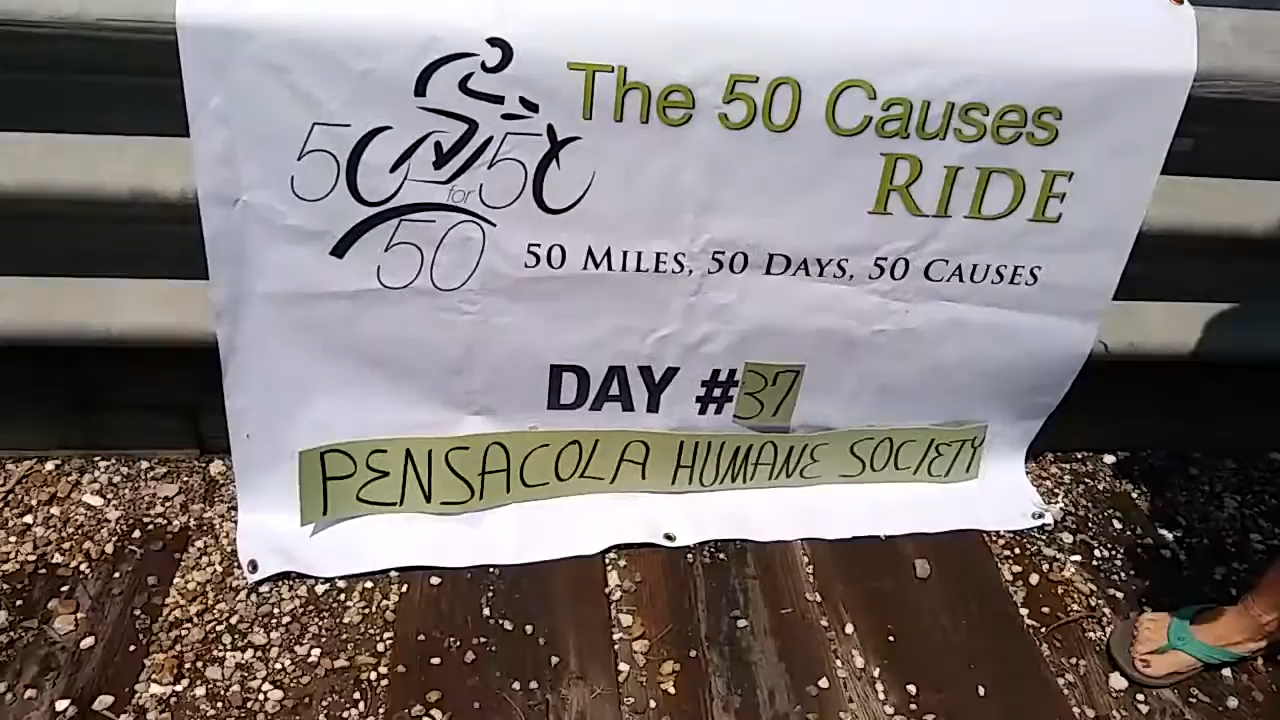 The 50 Causes
RIDE
50 for 50
50
50 MILES, 50 DAYS, 50 CAUSES
DAY #37
PENSACOLA HUMANE SOCIETY